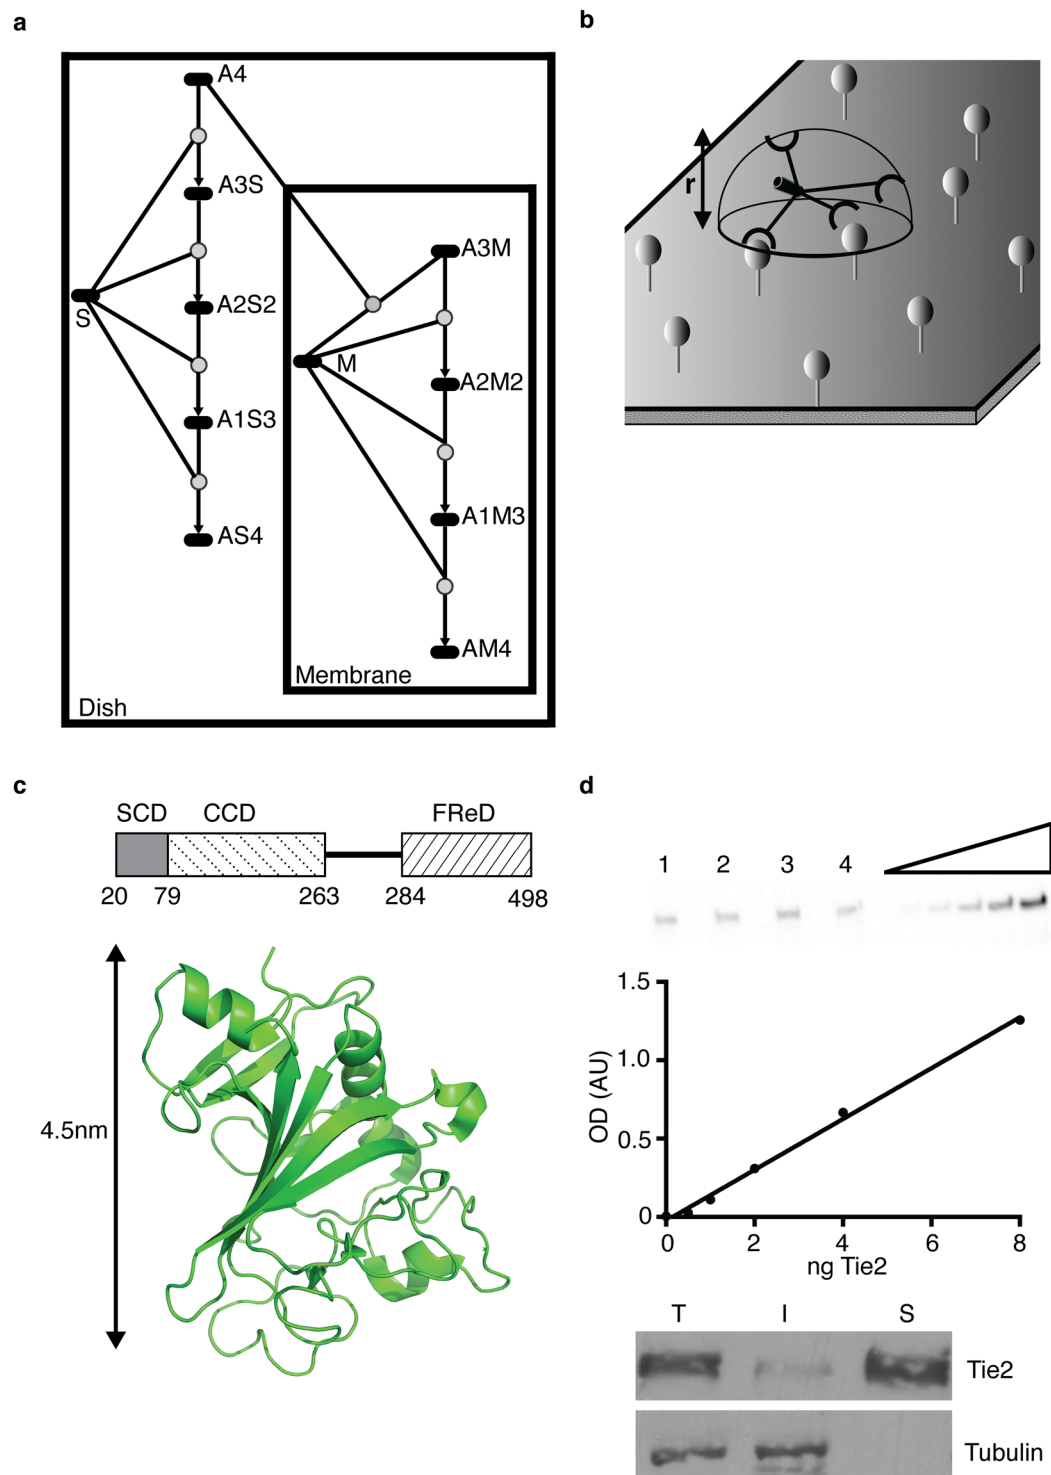 a
A4
A3S
A2S2
S
A1S3
AS4
A3M
M
A2M2
A1M3
AM4
Membrane
Dish
b
r
c
SCD CCD FReD
20 79 263 284 498
4.5nm
d
1 2 3 4
1.5
1.0
0.5
0
OD (AU)
0 2 4 6 8
ng Tie2
T I S
Tie2
Tubulin